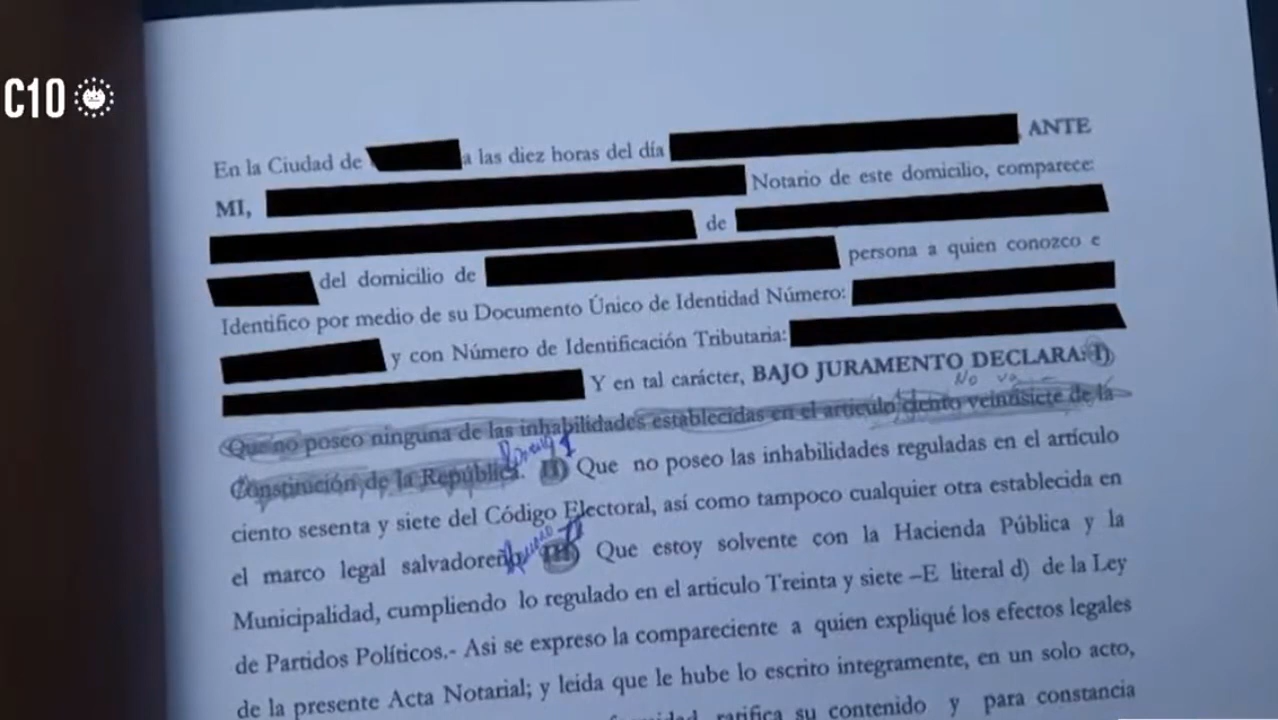 C10
En la Ciudad de a las diez horas del día , ANTE
MI, Notario de este domicilio, comparece:
de
del domicilio de persona a quien conozco e
Identifico por medio de su Documento Único de Identidad Número:
y con Número de Identificación Tributaria:
Y en tal carácter, BAJO JURAMENTO DECLARA: I)
No va
Que no poseo ninguna de las inhabilidades establecidas en el articulo ciento veintisiete de la
Constitución de la República. II) Que no poseo las inhabilidades reguladas en el artículo
ciento sesenta y siete del Código Electoral, así como tampoco cualquier otra establecida en
el marco legal salvadoreño. III) Que estoy solvente con la Hacienda Pública y la
Municipalidad, cumpliendo lo regulado en el articulo Treinta y siete –E literal d) de la Ley
de Partidos Políticos.- Asi se expreso la compareciente a quien expliqué los efectos legales
de la presente Acta Notarial; y leida que le hube lo escrito integramente, en un solo acto,
ratifica su contenido y para constancia